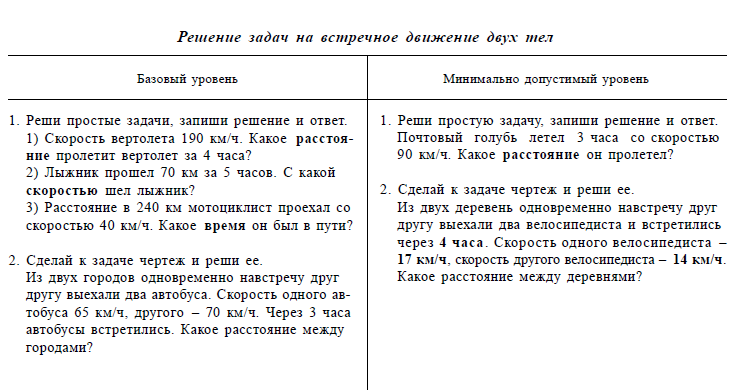 Решение задач на встречное движение двух тел
Базовый уровень
1. Реши простые задачи, запиши решение и ответ.
1) Скорость вертолета 190 км/ч. Какое расстоя-
ние пролетит вертолет за 4 часа?
2) Лыжник прошел 70 км за 5 часов. С какой
скоростью шел лыжник?
3) Расстояние в 240 км мотоциклист проехал со
скоростью 40 км/ч. Какое время он был в пути?
2. Сделай к задаче чертеж и реши ее.
Из двух городов одновременно навстречу друг
другу выехали два автобуса. Скорость одного ав-
тобуса 65 км/ч, другого – 70 км/ч. Через 3 часа
автобусы встретились. Какое расстояние между
городами?
Минимально допустимый уровень
1. Реши простую задачу, запиши решение и ответ.
Почтовый голубь летел 3 часа со скоростью
90 км/ч. Какое расстояние он пролетел?
2. Сделай к задаче чертеж и реши ее.
Из двух деревень одновременно навстречу друг
другу выехали два велосипедиста и встретились
через 4 часа. Скорость одного велосипедиста –
17 км/ч, скорость другого велосипедиста – 14 км/ч.
Какое расстояние между деревнями?